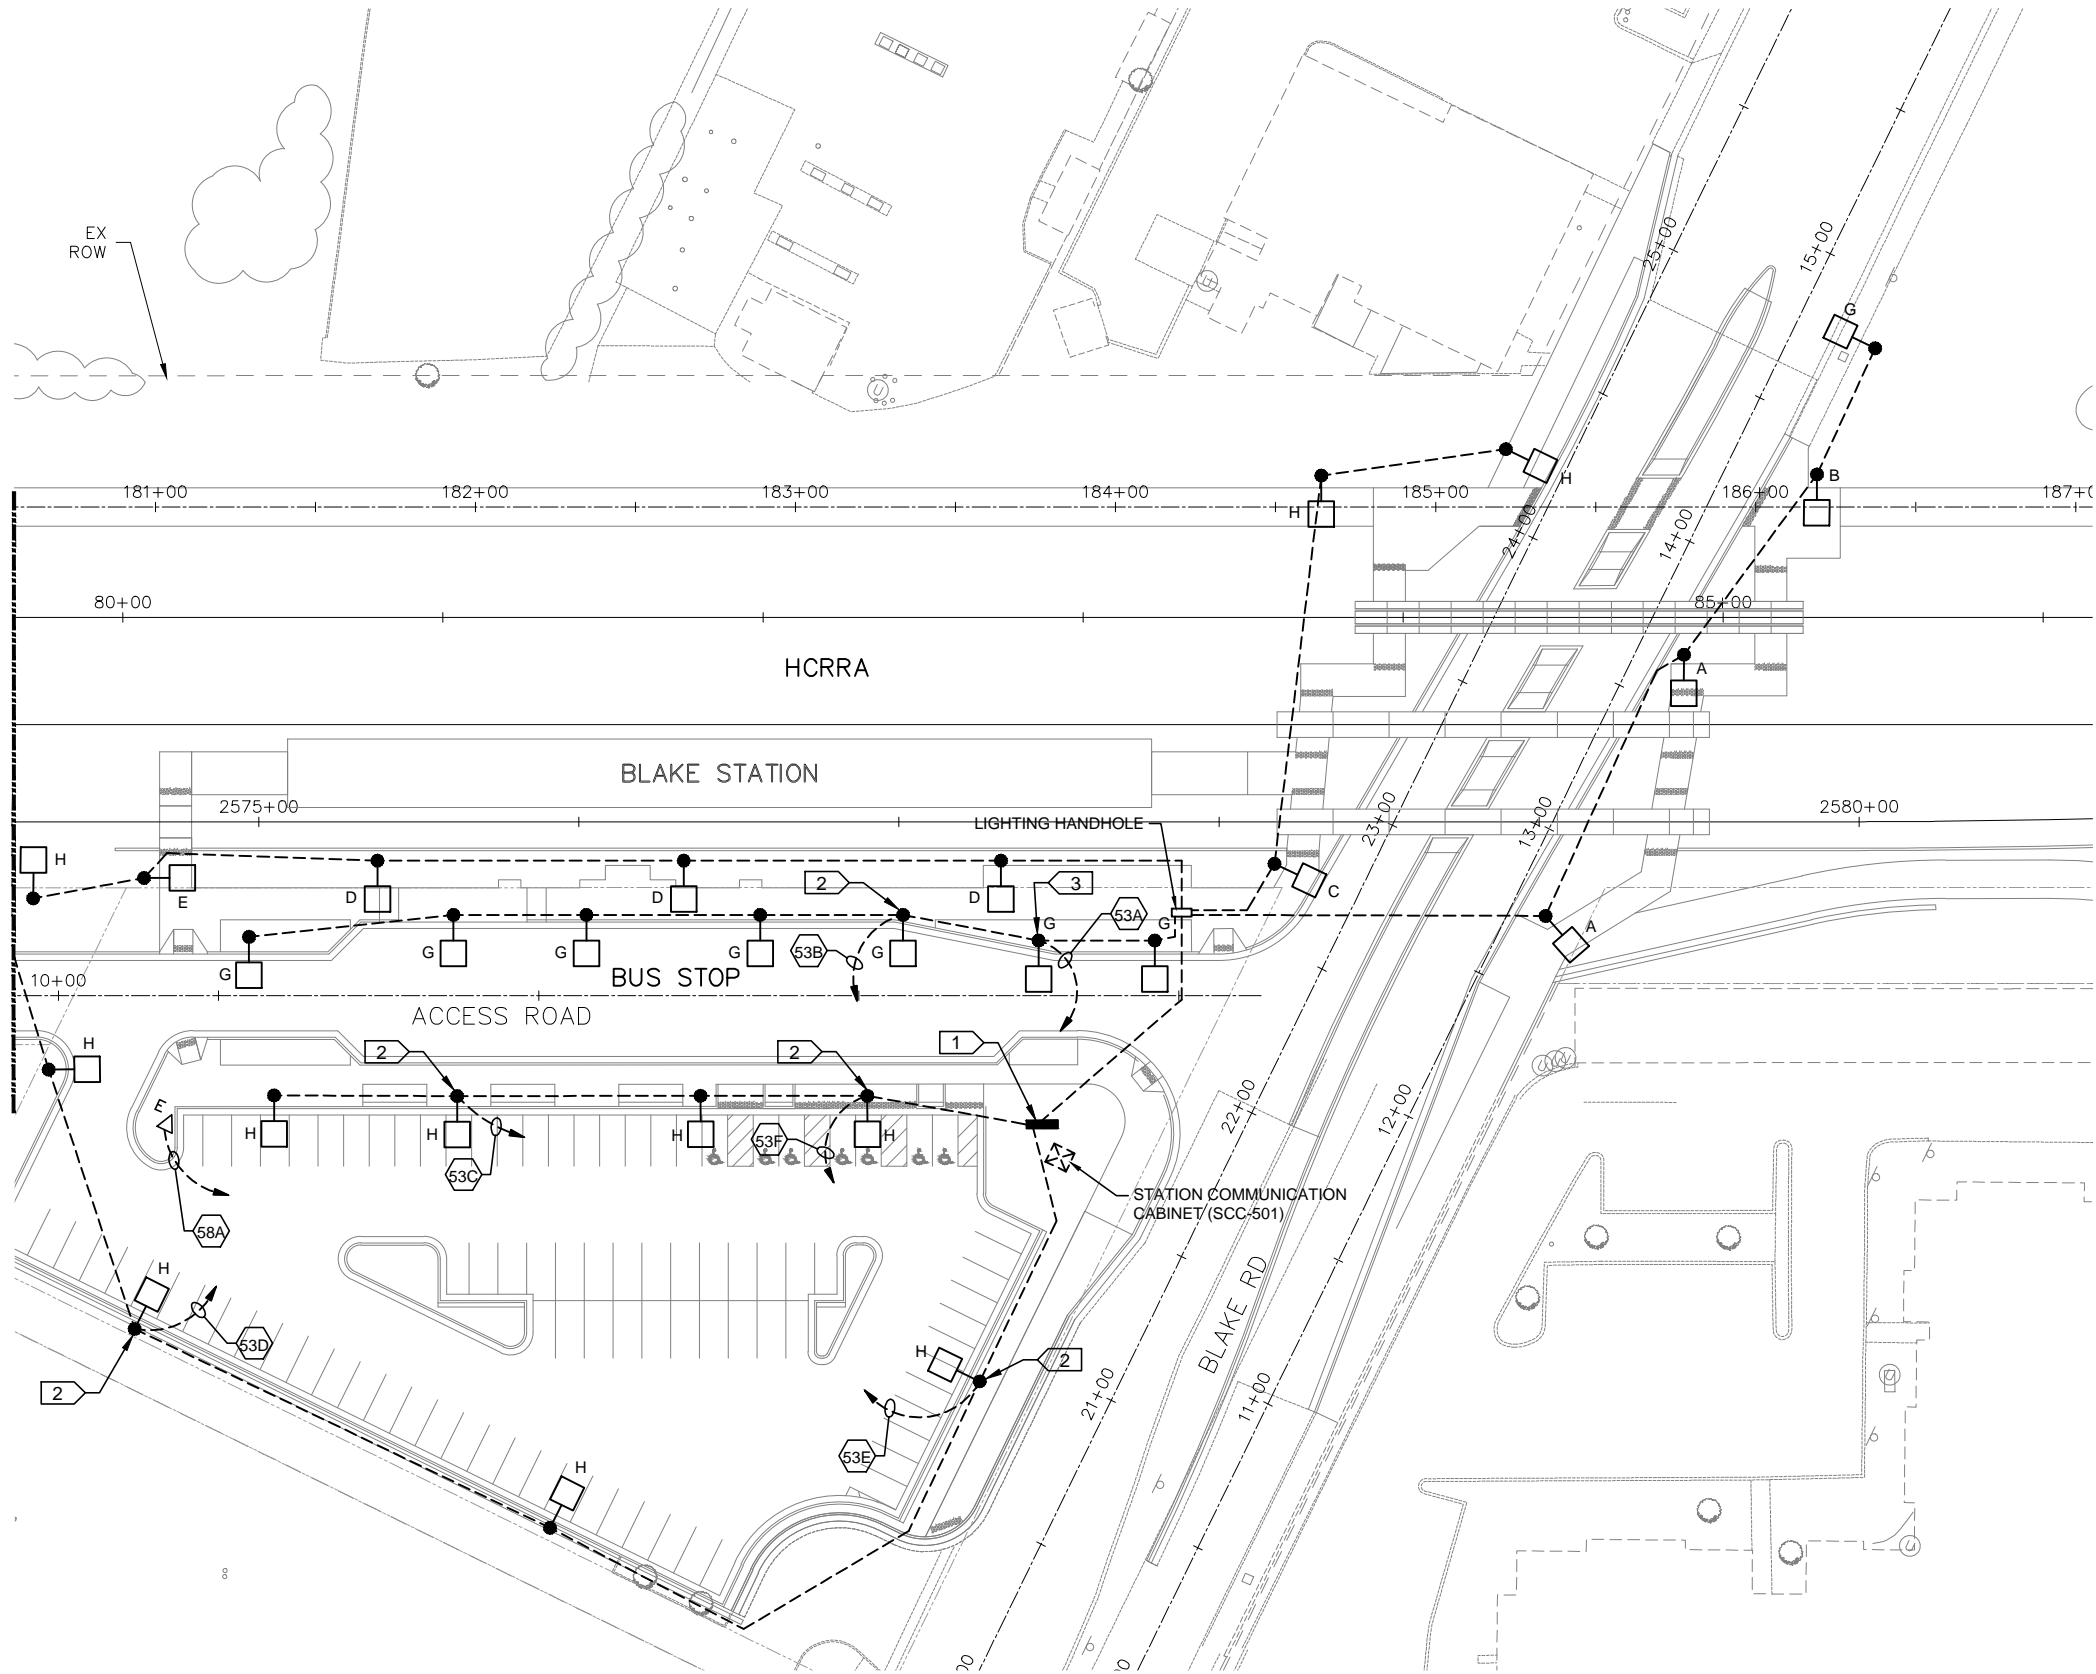 EX
ROW
25+00
15+00
G
B
H
181+00
182+00
183+00
184+00
185+00
186+00
H
24+00
14+00
80+00
85+00
HCRRA
A
BLAKE STATION
2575+00
2580+00
LIGHTING HANDHOLE
23+00
13+00
H
E
D
D
D
2
3
53A
C
G
G
G
G
G
G
G
53B
A
BUS STOP
10+00
ACCESS ROAD
H
2
2
1
E
H
H
H
H
53C
53F
22+00
12+00
STATION COMMUNICATION
CABINET (SCC-501)
58A
H
53D
2
H
2
BLAKE RD
21+00
11+00
53E
H